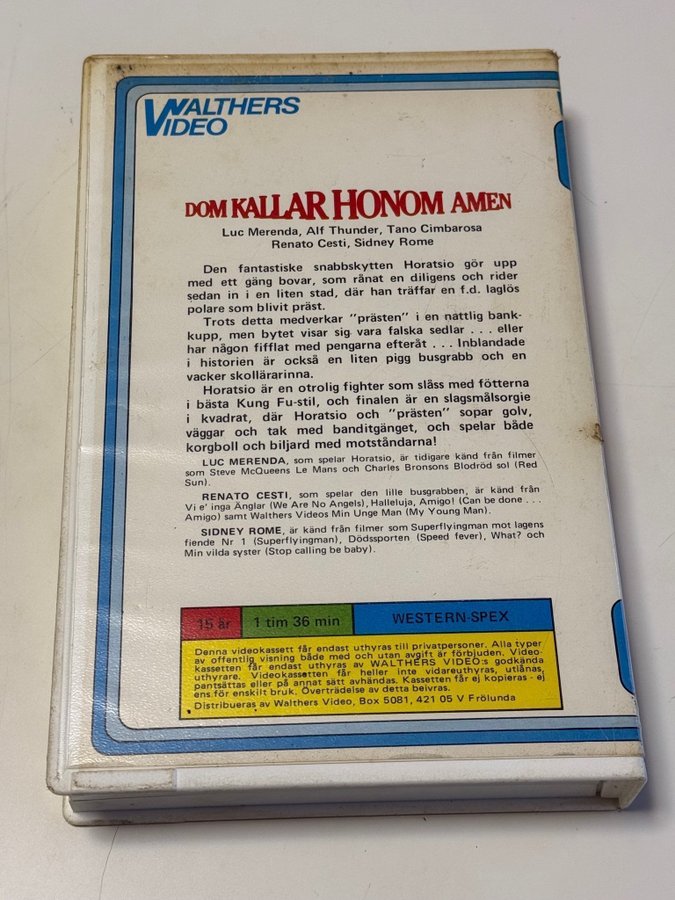 WALTHERS
VIDEO
DOM KALLAR HONOM AMEN
Luc Merenda, Alf Thunder, Tano Cimbarosa
Renato Cesti, Sidney Rome
Den fantastiske snabbskytten Horatsio gör upp
med ett gäng bovar, som rånat en diligens och rider
sedan in i en liten stad, där han träffar en f.d. laglös
polare som blivit präst.
Trots detta medverkar "prästen" i en nattlig bank-
kupp, men bytet visar sig vara falska sedlar . . . eller
har någon fifflat med pengarna efteråt . . . Inblandade
i historien är också en liten pigg busgrabb och en
vacker skollärarinna.
Horatsio är en otrolig fighter som slåss med fötterna
i bästa Kung Fu-stil, och finalen är en slagsmålsorgie
i kvadrat, där Horatsio och "prästen" sopar golv,
väggar och tak med banditgänget, och spelar både
korgboll och biljard med motståndarna!
LUC MERENDA, som spelar Horatsio, är tidigare känd från filmer
som Steve McQueens Le Mans och Charles Bronsons Blodröd sol (Red
Sun).
RENATO CESTI, som spelar den lille busgrabben, är känd från
Vi e' inga Änglar (We Are No Angels), Halleluja, Amigo! (Can be done . . .
Amigo) samt Walthers Videos Min Unge Man (My Young Man).
SIDNEY ROME, är känd från filmer som Superflyingman mot lagens
fiende Nr 1 (Superflyingman), Dödssporten (Speed fever), What? och
Min vilda syster (Stop calling be baby).
15 år 1 tim 36 min WESTERN-SPEX
Denna videokassett får endast uthyras till privatpersoner. Alla typer
av offentlig visning både med och utan avgift är förbjuden. Video-
kassetten får endast uthyras av WALTHERS VIDEO:s godkända
uthyrare. Videokassetten får heller inte vidareuthyras, utlånas,
pantsättas eller på annat sätt avhändas. Kassetten får ej kopieras - ej
ens för enskilt bruk. Överträdelse av detta beivras.
Distribueras av Walthers Video, Box 5081, 421 05 V Frölunda